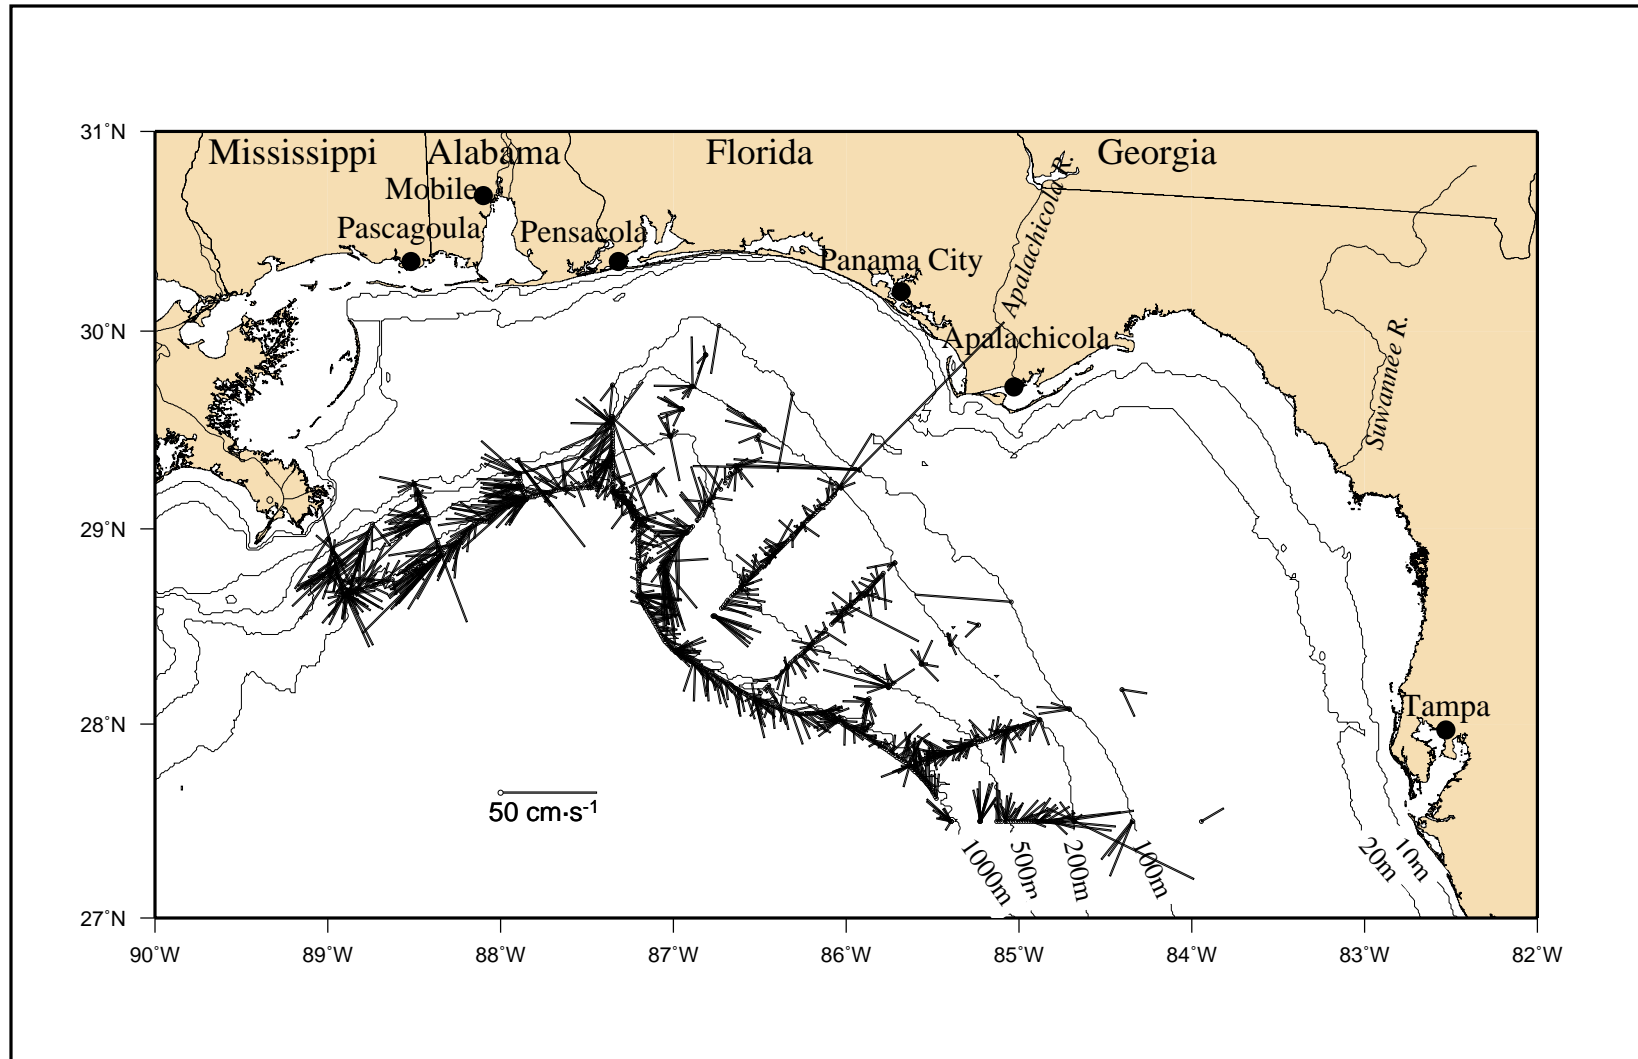 31°N
Mississippi
Alabama
Florida
Georgia
Mobile
Pascagoula
Pensacola
Panama City
Apalachicola R.
30°N
Apalachicola
Suwannee R.
29°N
28°N
Tampa
50 cm·s⁻¹
1000m
500m
200m
100m
20m
10m
27°N
90°W
89°W
88°W
87°W
86°W
85°W
84°W
83°W
82°W